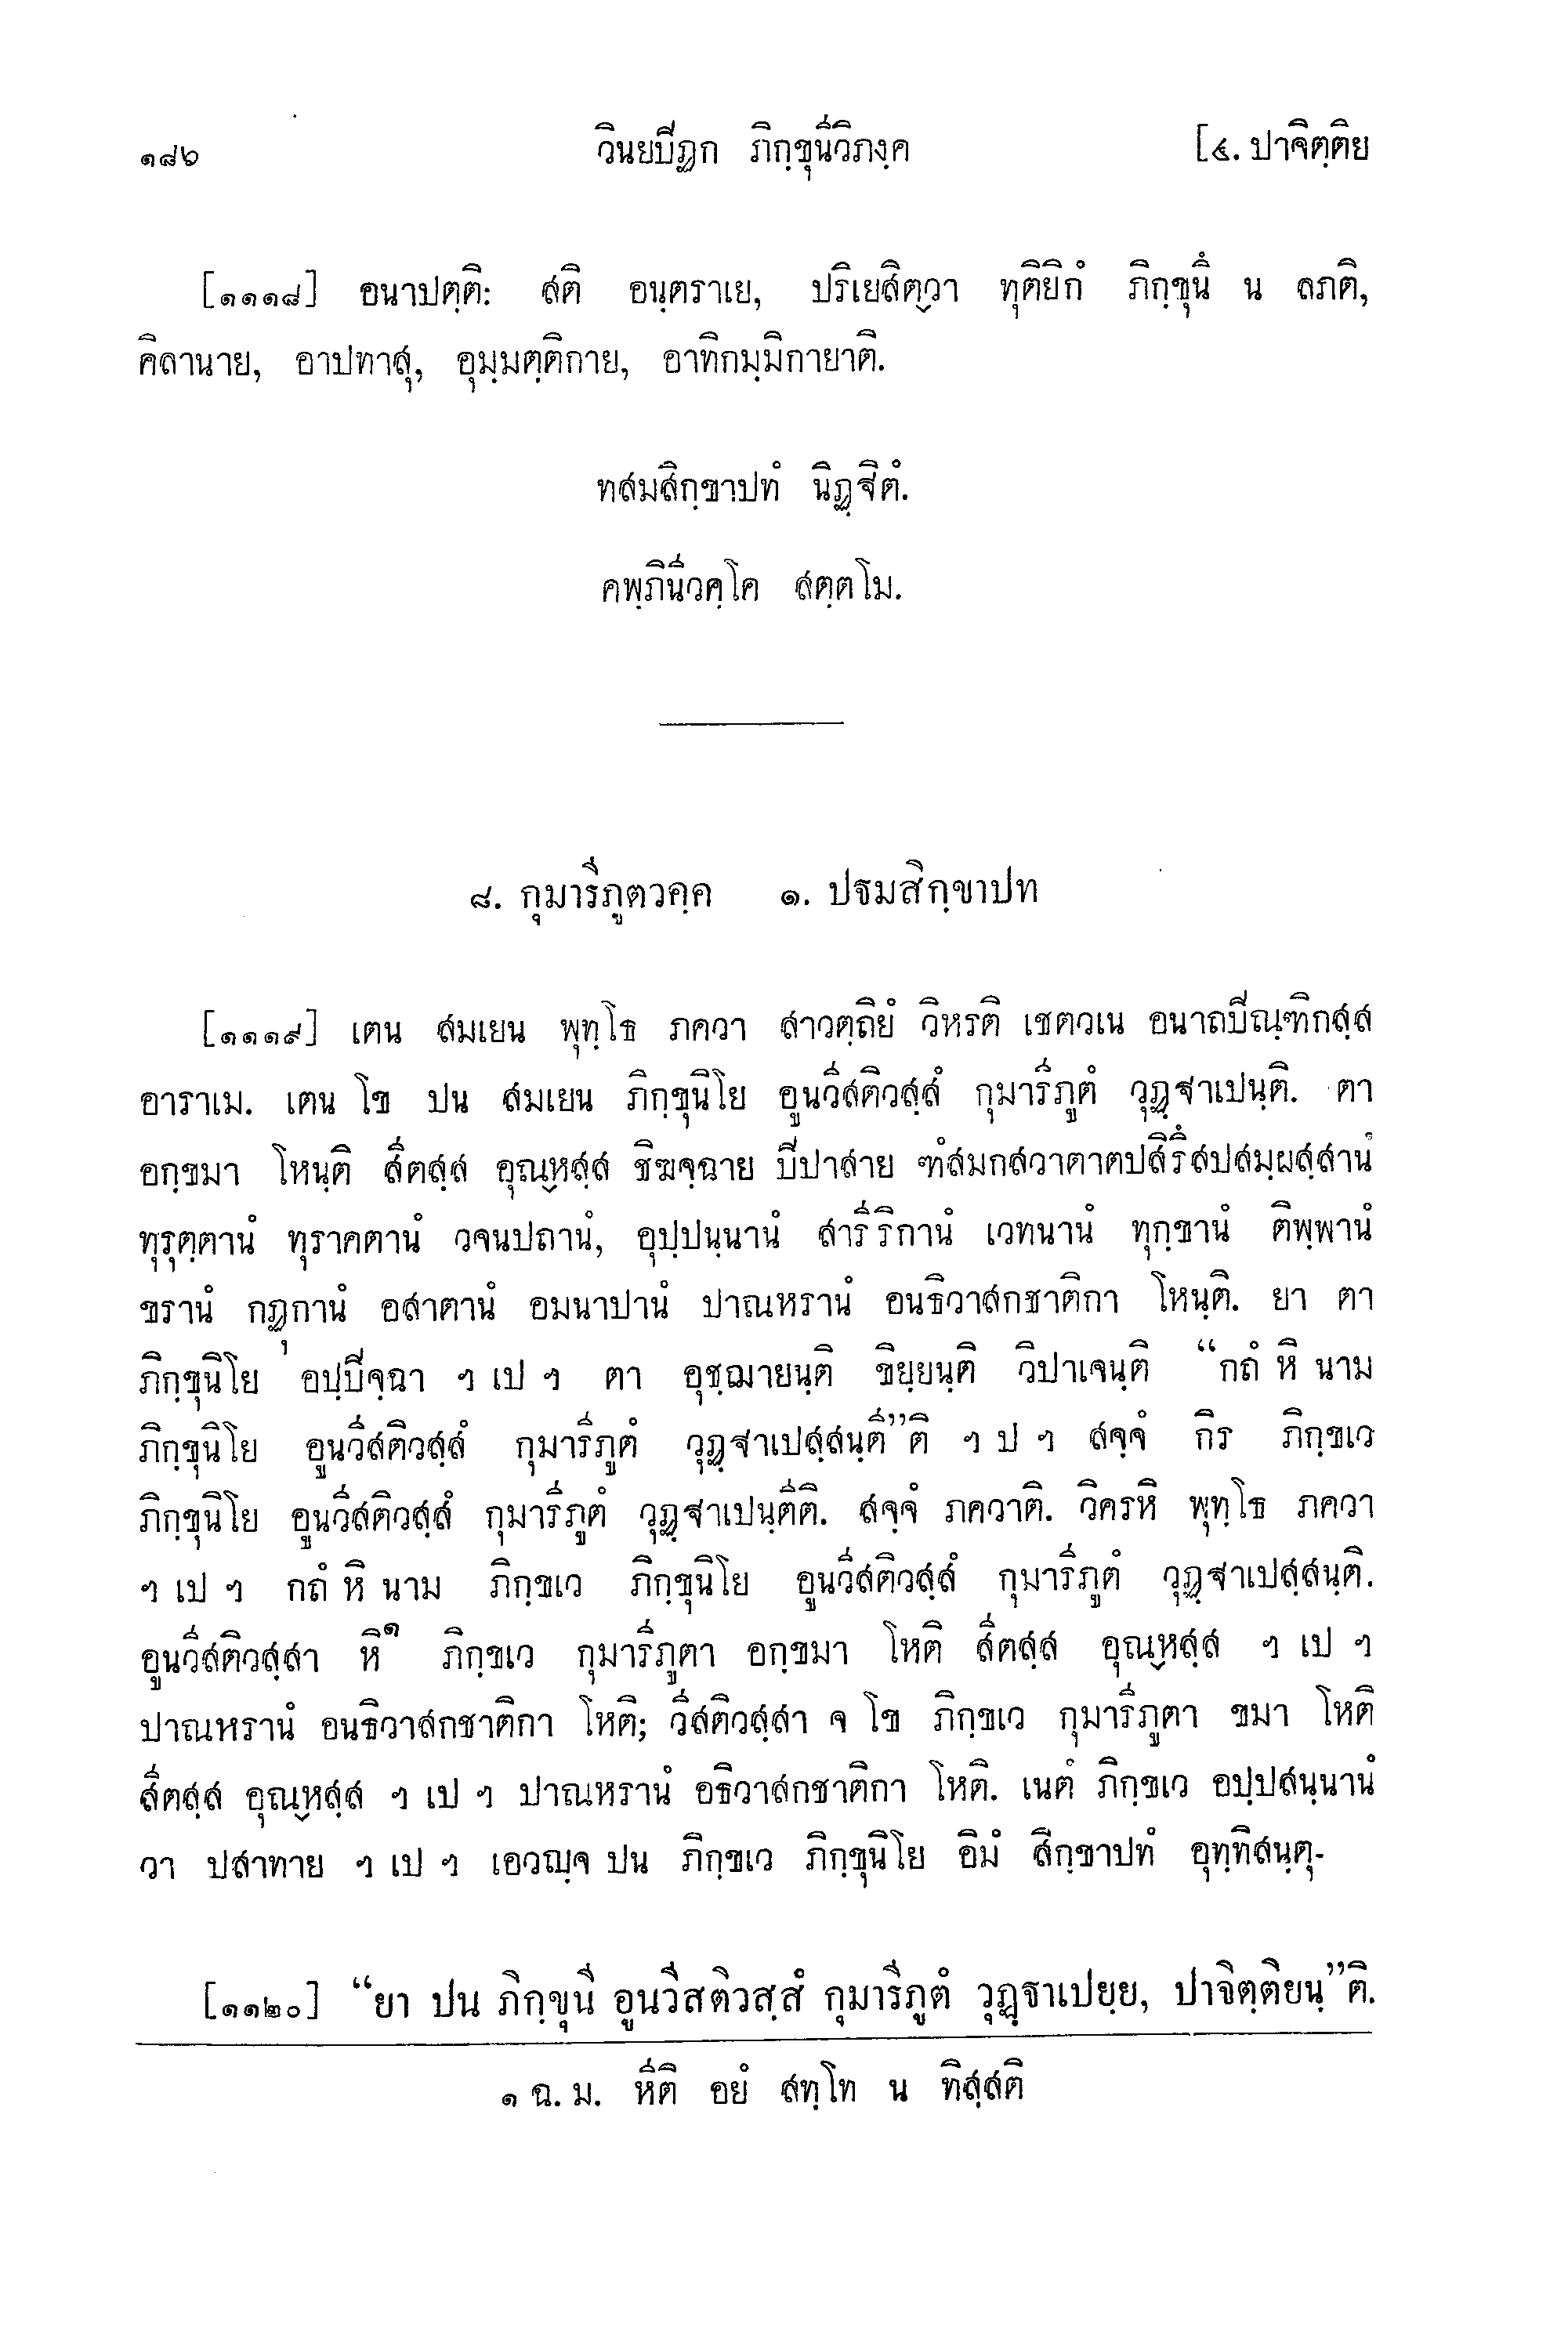 ๑๘๖ วินยปีฏก ภิกฺขุนีวิภงฺค [๔. ปาจิตฺติย
[๑๑๑๘] อนาปตฺติ: สติ อนฺตราเย, ปริเยสิตฺวา ทุติยิกํ ภิกฺขุนึ น ลภติ,
คิลานาย, อาปทาสุ, อุมฺมตฺติกาย, อาทิกมฺมิกายาติ.
ทสมสิกฺขาปทํ นิฏฺฐิตํ.
คพฺภินีวคฺโค สตฺตโม.
๘. กุมารีภูตวคฺค ๑. ปฐมสิกฺขาปท
[๑๑๑๙] เตน สมเยน พุทฺโธ ภควา สาวตฺถิยํ วิหรติ เชตวเน อนาถปีณฺฑิกสฺส
อาราเม. เตน โข ปน สมเยน ภิกฺขุนิโย อูนวีสติวสฺสํ กุมารีภูตํ วุฏฺฐาเปนฺติ. ตา
อกฺขมา โหนฺติ สีตสฺส อุณฺหสฺส ชิฆจฺฉาย ปีปาสาย ฑํสมกสวาตาตปสิรึสปสมฺผสฺสานํ
ทุรุตฺตานํ ทุราคตานํ วจนปถานํ, อุปฺปนฺนานํ สารีริกานํ เวทนานํ ทุกฺขานํ ติพฺพานํ
ขรานํ กฏุกานํ อสาตานํ อมนาปานํ ปาณหรานํ อนธิวาสกชาติกา โหนฺติ. ยา ตา
ภิกฺขุนิโย อปฺปีจฺฉา ฯ เป ฯ ตา อุชฺฌายนฺติ ขิยฺยนฺติ วิปาเจนฺติ “กถํ หิ นาม
ภิกฺขุนิโย อูนวีสติวสฺสํ กุมารีภูตํ วุฏฺฐาเปสฺสนฺตี”ติ ฯ ป ฯ สจฺจํ กิร ภิกฺขเว
ภิกฺขุนิโย อูนวีสติวสฺสํ กุมารีภูตํ วุฏฺฐาเปนฺตีติ. สจฺจํ ภควาติ. วิครหิ พุทฺโธ ภควา
ฯ เป ฯ กถํ หิ นาม ภิกฺขเว ภิกฺขุนิโย อูนวีสติวสฺสํ กุมารีภูตํ วุฏฺฐาเปสฺสนฺติ.
อูนวีสติวสฺสา หิ๑ ภิกฺขเว กุมารีภูตา อกฺขมา โหติ สีตสฺส อุณฺหสฺส ฯ เป ฯ
ปาณหรานํ อนธิวาสกชาติกา โหติ; วีสติวสฺสา จ โข ภิกฺขเว กุมารีภูตา ขมา โหติ
สีตสฺส อุณฺหสฺส ฯ เป ฯ ปาณหรานํ อธิวาสกชาติกา โหติ. เนตํ ภิกฺขเว อปฺปสนฺนานํ
วา ปสาทาย ฯ เป ฯ เอวญฺจ ปน ภิกฺขเว ภิกฺขุนิโย อิมํ สิกฺขาปทํ อุทฺทิสนฺตุ-
[๑๑๒๐] “ยา ปน ภิกฺขุนี อูนวีสติวสฺสํ กุมารีภูตํ วุฏฺฐาเปยฺย, ปาจิตฺติยนฺ”ติ.
๑ ฉ. ม. หีติ อยํ สทฺโท น ทิสฺสติ